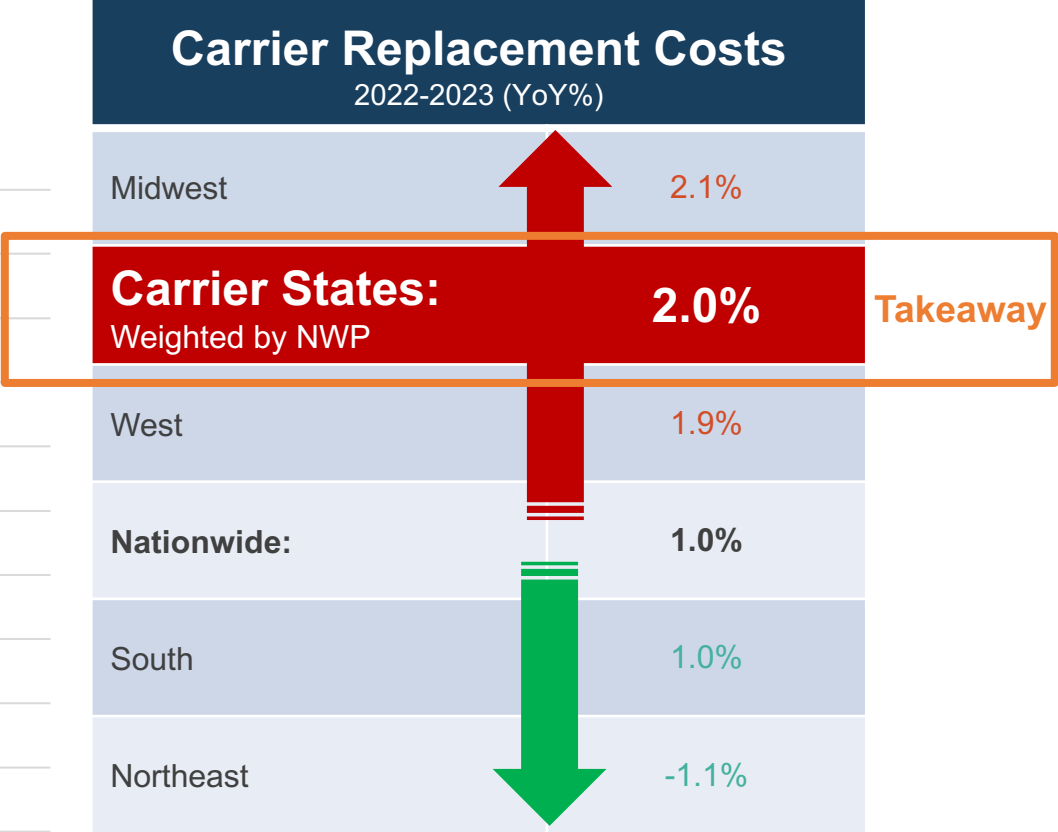 Carrier Replacement Costs
2022-2023 (YoY%)
Midwest 2.1%
Carrier States: 2.0% Takeaway
Weighted by NWP
West 1.9%
Nationwide: 1.0%
South 1.0%
Northeast -1.1%